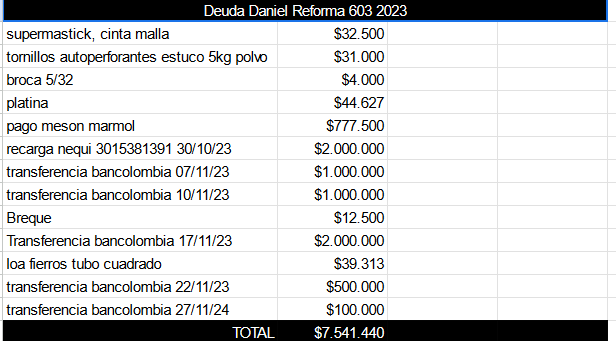 Deuda Daniel Reforma 603 2023
supermastick, cinta malla $32.500
tornillos autoperforantes estuco 5kg polvo $31.000
broca 5/32 $4.000
platina $44.627
pago meson marmol $777.500
recarga nequi 3015381391 30/10/23 $2.000.000
transferencia bancolombia 07/11/23 $1.000.000
transferencia bancolombia 10/11/23 $1.000.000
Breque $12.500
Transferencia bancolombia 17/11/23 $2.000.000
loa fierros tubo cuadrado $39.313
transferencia bancolombia 22/11/23 $500.000
transferencia bancolombia 27/11/24 $100.000
TOTAL $7.541.440